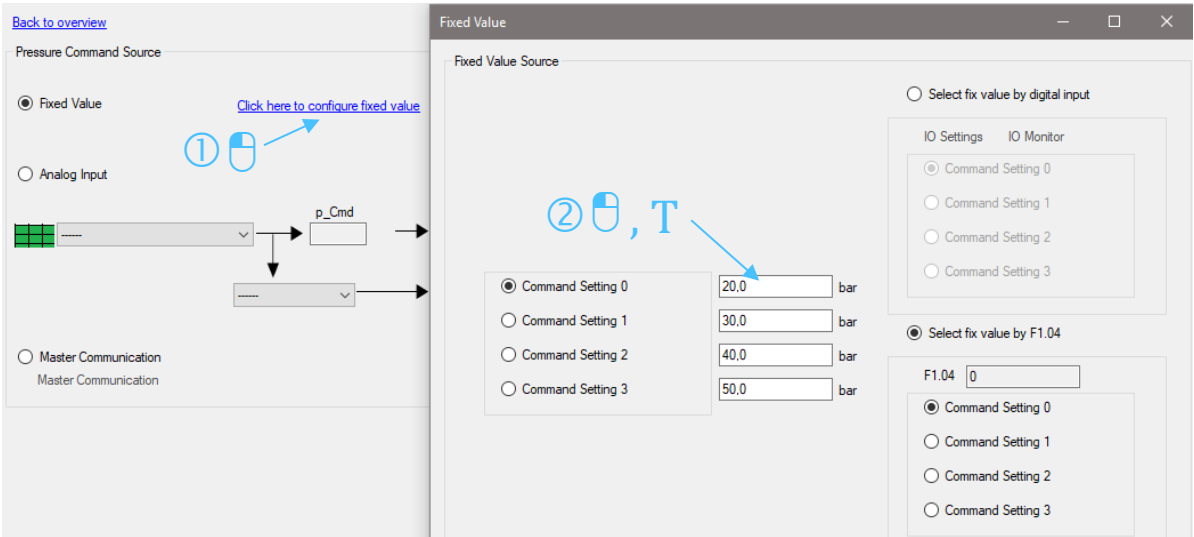 Back to overview
Pressure Command Source
Fixed Value
Click here to configure fixed value
①
Analog Input
p_Cmd
------
------
Master Communication
Master Communication
Fixed Value
Fixed Value Source
② , T
Command Setting 0 20,0 bar
Command Setting 1 30,0 bar
Command Setting 2 40,0 bar
Command Setting 3 50,0 bar
Select fix value by digital input
IO Settings IO Monitor
Command Setting 0
Command Setting 1
Command Setting 2
Command Setting 3
Select fix value by F1.04
F1.04 0
Command Setting 0
Command Setting 1
Command Setting 2
Command Setting 3